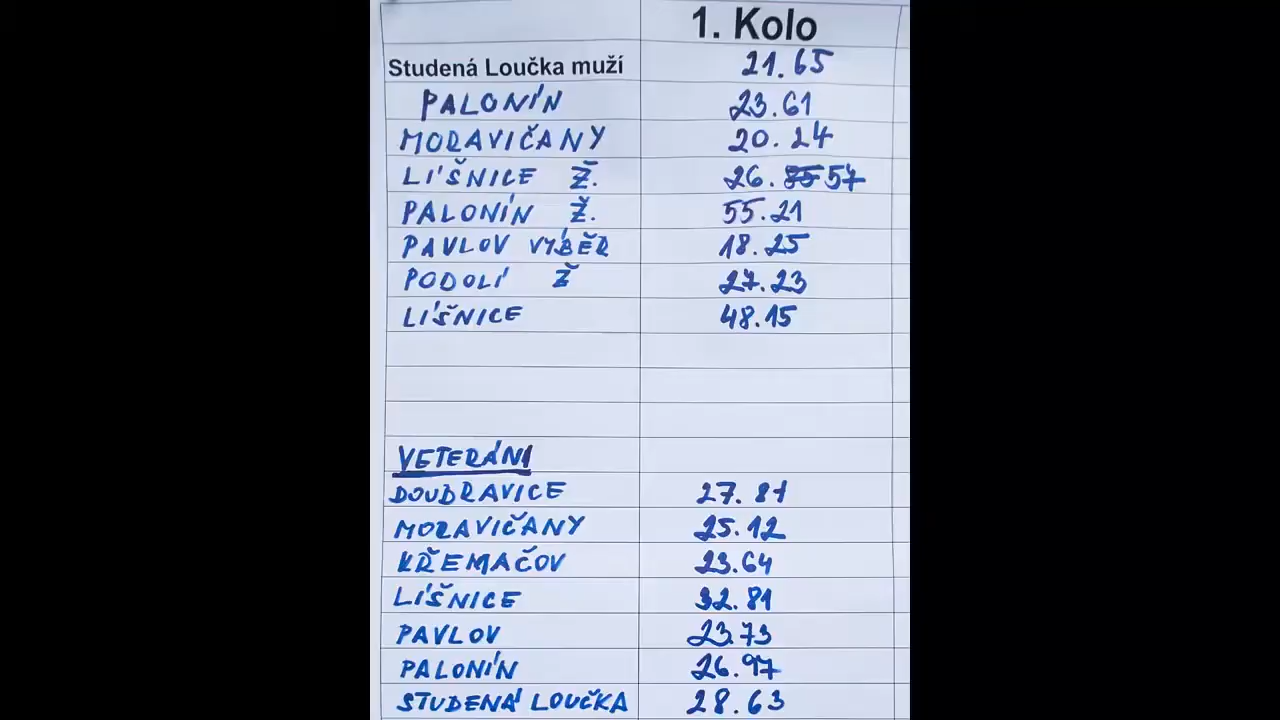 1. Kolo
Studená Loučka muží 21.65
PALONÍN 23.61
MORAVIČANY 20.24
LÍŠNICE Ž. 26.57
PALONÍN Ž. 55.21
PAVLOV VÝBĚR 18.25
PODOLÍ Ž 27.23
LÍŠNICE 48.15
VETERÁNI
DOUBRAVICE 27.81
MORAVIČANY 25.12
KŘEMAČOV 23.64
LÍŠNICE 32.81
PAVLOV 23.73
PALONÍN 26.97
STUDENÁ LOUČKA 28.63